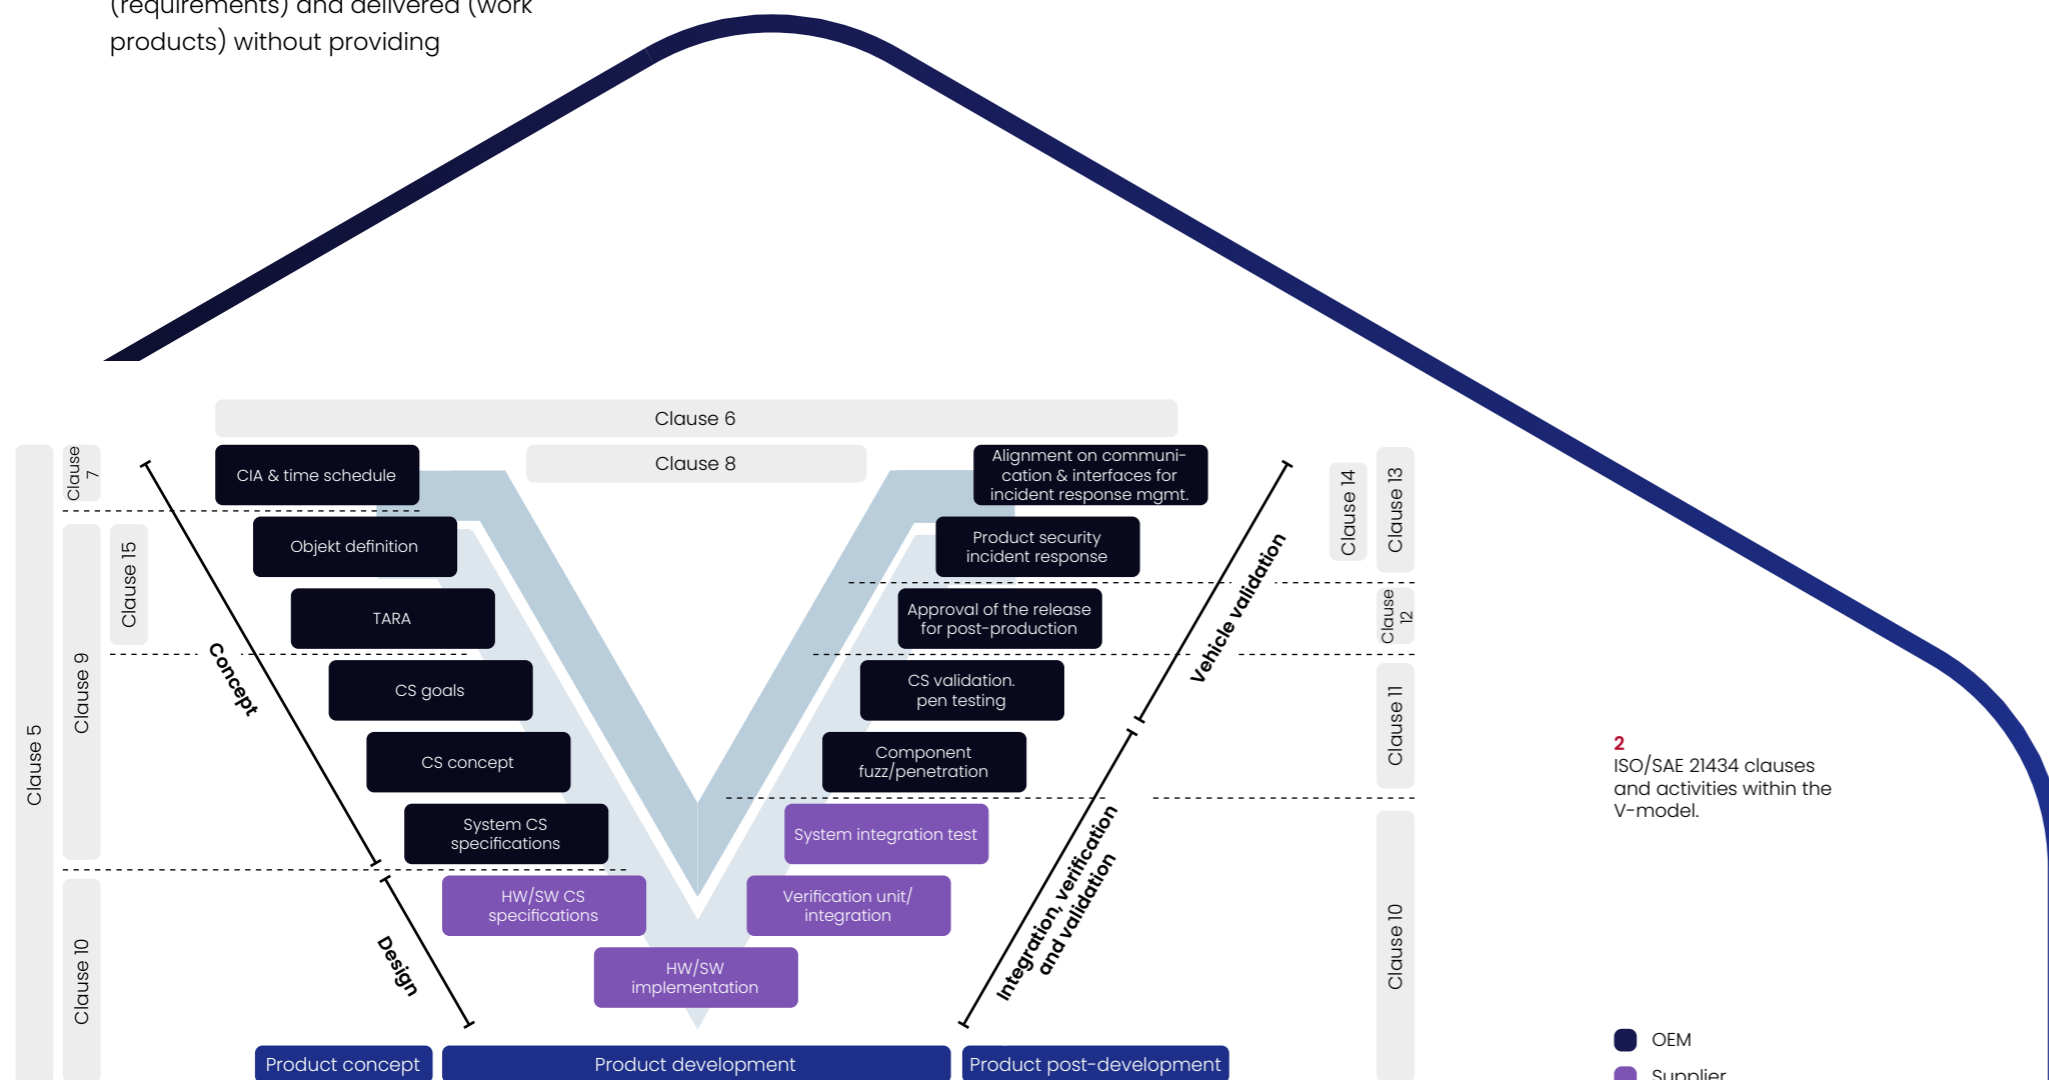 (requirements) and delivered (work
products) without providing
Clause 6
Clause 8
Clause 5
Clause
7
Clause 9
Clause 15
Clause 10
CIA & time schedule
Objekt definition
TARA
CS goals
CS concept
System CS
specifications
HW/SW CS
specifications
HW/SW
implementation
Concept
Design
Alignment on communi-
cation & interfaces for
incident response mgmt.
Product security
incident response
Approval of the release
for post-production
CS validation.
pen testing
Component
fuzz/penetration
System integration test
Verification unit/
integration
Vehicle validation
Integration, verification
and validation
Clause 14
Clause 13
Clause
12
Clause 11
Clause 10
Product concept
Product development
Product post-development
2
ISO/SAE 21434 clauses
and activities within the
V-model.
OEM
Supplier